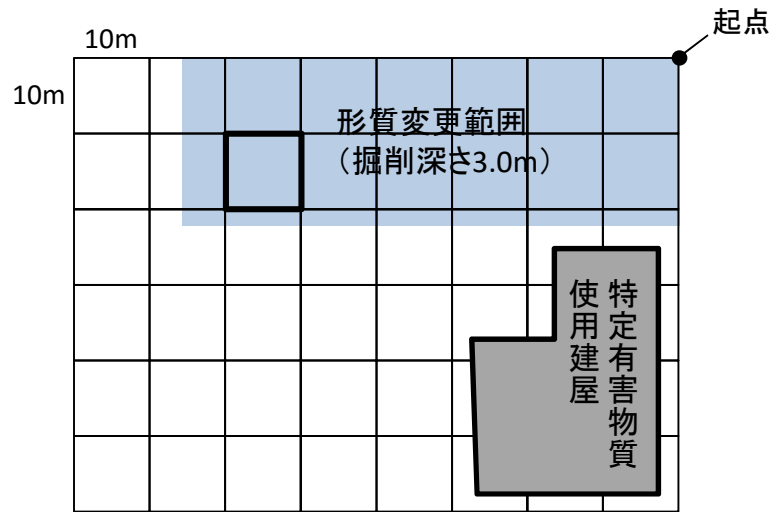 起点
10m
10m
形質変更範囲
（掘削深さ3.0m）
特定有害物質
使用建屋